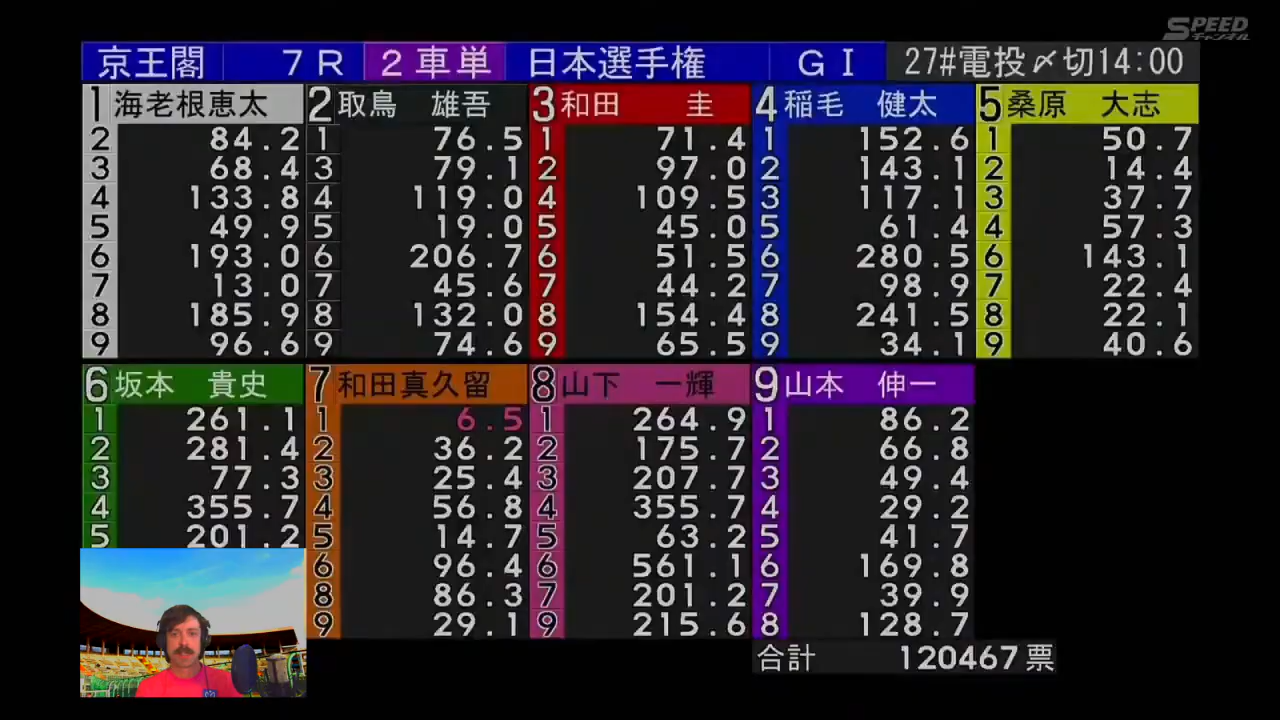 SPEED
チャンネル
京王閣 7R 2車単 日本選手権 GⅠ 27#電投〆切14:00
1 海老根恵太 2 取鳥 雄吾 3 和田 圭 4 稲毛 健太 5 桑原 大志
2 84.2 1 76.5 1 71.4 1 152.6 1 50.7
3 68.4 3 79.1 2 97.0 2 143.1 2 14.4
4 133.8 4 119.0 4 109.5 3 117.1 3 37.7
5 49.9 5 19.0 5 45.0 5 61.4 4 57.3
6 193.0 6 206.7 6 51.5 6 280.5 6 143.1
7 13.0 7 45.6 7 44.2 7 98.9 7 22.4
8 185.9 8 132.0 8 154.4 8 241.5 8 22.1
9 96.6 9 74.6 9 65.5 9 34.1 9 40.6
6 坂本 貴史 7 和田真久留 8 山下 一輝 9 山本 伸一
1 261.1 1 6.5 1 264.9 1 86.2
2 281.4 2 36.2 2 175.7 2 66.8
3 77.3 3 25.4 3 207.7 3 49.4
4 355.7 4 56.8 4 355.7 4 29.2
5 201.2 5 14.7 5 63.2 5 41.7
6 96.4 6 561.1 6 169.8
8 86.3 7 201.2 7 39.9
9 29.1 9 215.6 8 128.7
合計 120467票